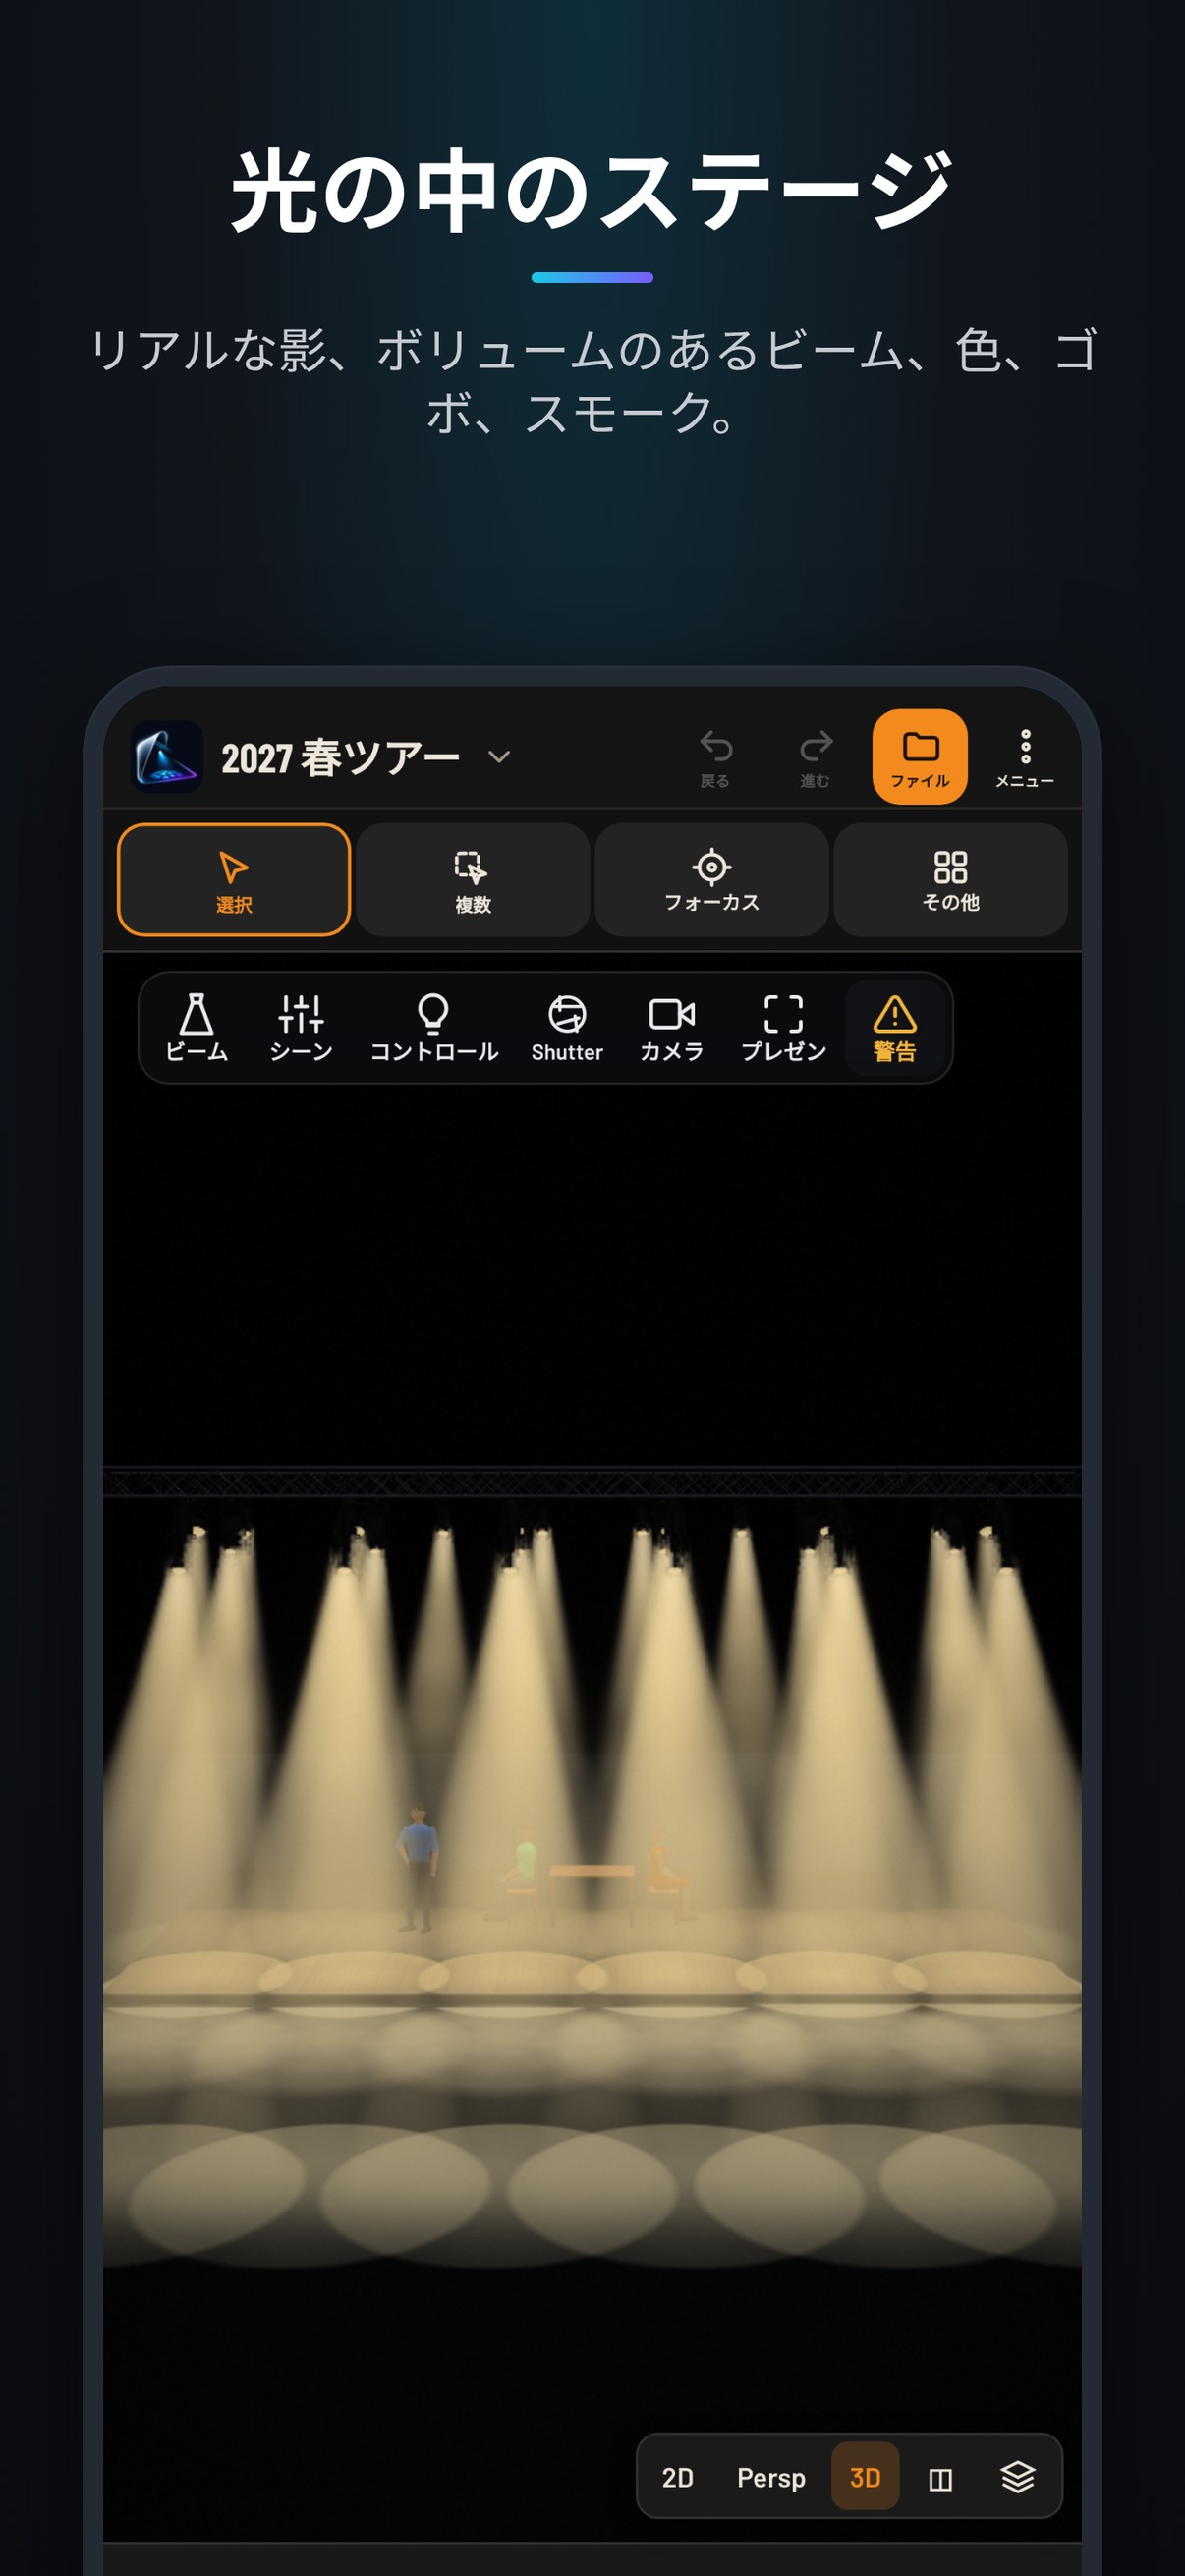 光の中のステージ
リアルな影、ボリュームのあるビーム、色、ゴ
ボ、スモーク。
2027 春ツアー
戻る
進む
ファイル
メニュー
選択
複数
フォーカス
その他
ビーム
シーン
コントロール
Shutter
カメラ
プレゼン
警告
2D
Persp
3D